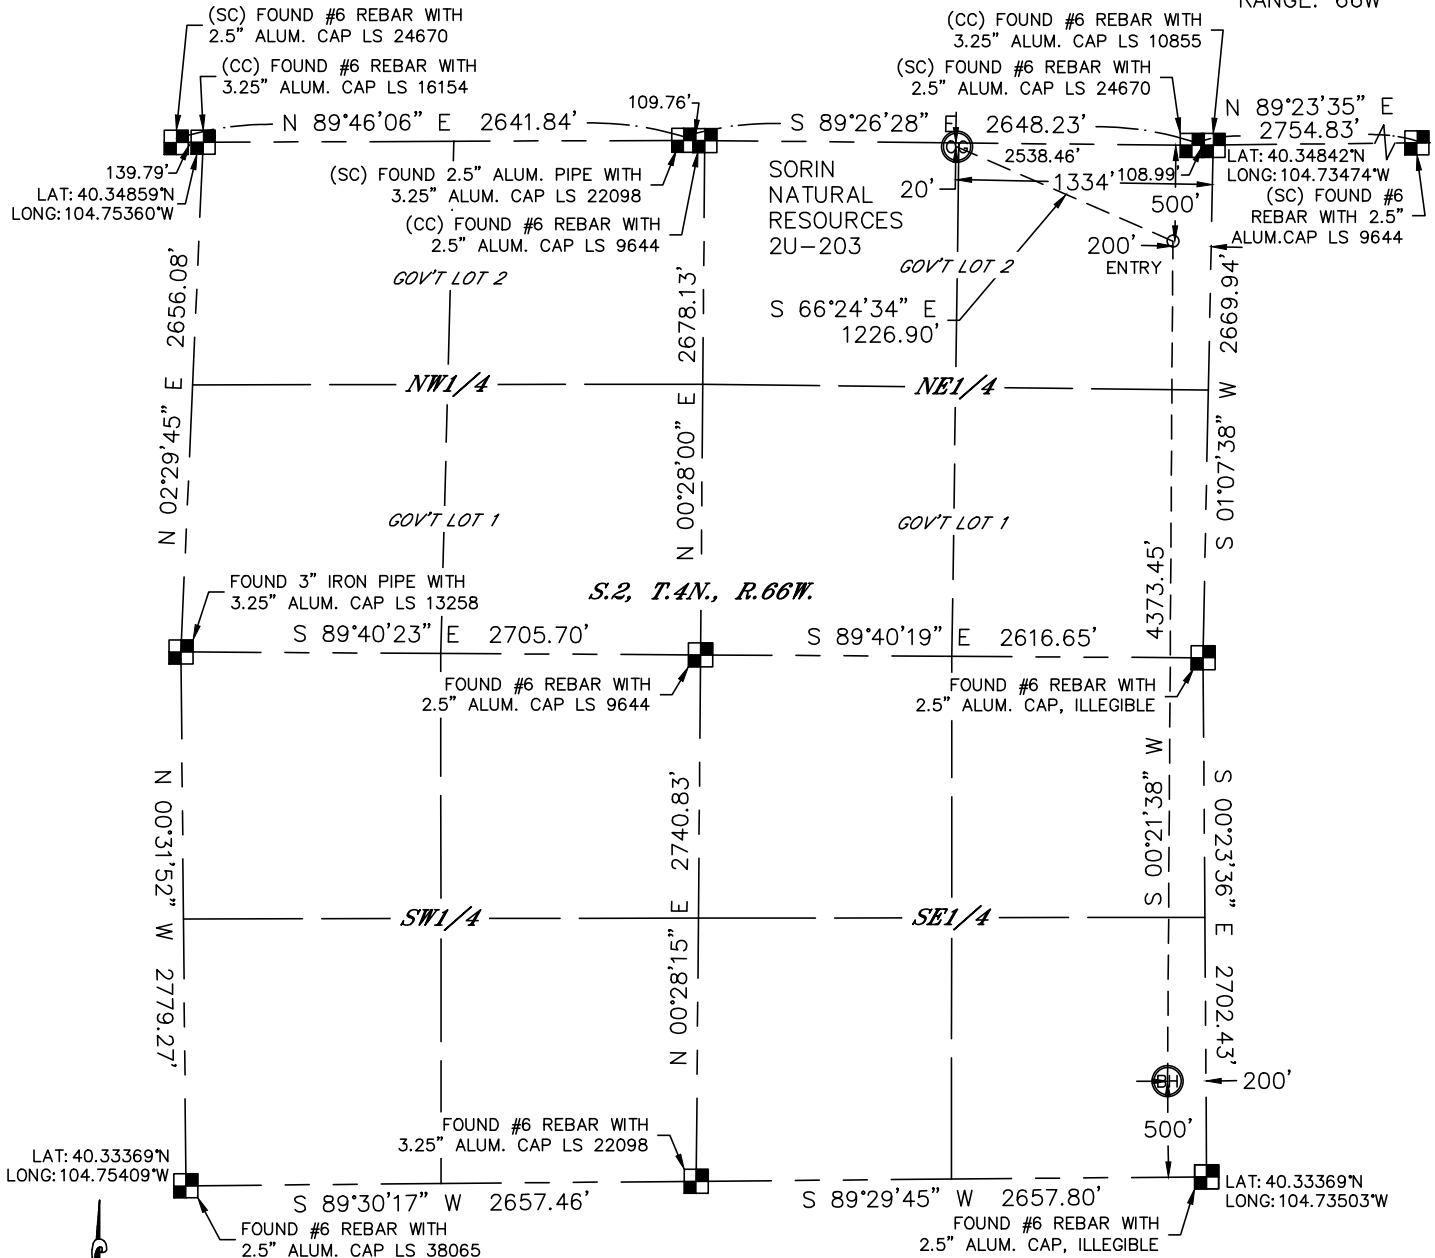 RANGE: 66W
(SC) FOUND #6 REBAR WITH
2.5" ALUM. CAP LS 24670
(CC) FOUND #6 REBAR WITH
3.25" ALUM. CAP LS 16154
(CC) FOUND #6 REBAR WITH
3.25" ALUM. CAP LS 10855
(SC) FOUND #6 REBAR WITH
2.5" ALUM. CAP LS 24670
N 89°23'35" E
2754.83'
109.76'
N 89°46'06" E 2641.84'
S 89°26'28" E 2648.23'
139.79'
LAT: 40.34859°N
LONG: 104.75360°W
(SC) FOUND 2.5" ALUM. PIPE WITH
3.25" ALUM. CAP LS 22098
(CC) FOUND #6 REBAR WITH
2.5" ALUM. CAP LS 9644
SORIN
NATURAL
RESOURCES
2U-203
20'
2538.46'
1334'
108.99'
LAT: 40.34842°N
LONG: 104.73474°W
(SC) FOUND #6
REBAR WITH 2.5"
ALUM.CAP LS 9644
500'
200'
ENTRY
GOV'T LOT 2
GOV'T LOT 2
S 66°24'34" E
1226.90'
N 02°29'45" E 2656.08'
N 00°28'00" E 2678.13'
S 01°07'38" W 2669.94'
NW1/4
NE1/4
GOV'T LOT 1
GOV'T LOT 1
FOUND 3" IRON PIPE WITH
3.25" ALUM. CAP LS 13258
S.2, T.4N., R.66W.
S 89°40'23" E 2705.70'
S 89°40'19" E 2616.65'
FOUND #6 REBAR WITH
2.5" ALUM. CAP LS 9644
FOUND #6 REBAR WITH
2.5" ALUM. CAP, ILLEGIBLE
S 00°21'38" W 4373.45'
N 00°31'52" W 2779.27'
N 00°28'15" E 2740.83'
S 00°23'36" E 2702.43'
SW1/4
SE1/4
BH
200'
500'
FOUND #6 REBAR WITH
3.25" ALUM. CAP LS 22098
LAT: 40.33369°N
LONG: 104.75409°W
LAT: 40.33369°N
LONG: 104.73503°W
S 89°30'17" W 2657.46'
S 89°29'45" W 2657.80'
FOUND #6 REBAR WITH
2.5" ALUM. CAP LS 38065
FOUND #6 REBAR WITH
2.5" ALUM. CAP, ILLEGIBLE